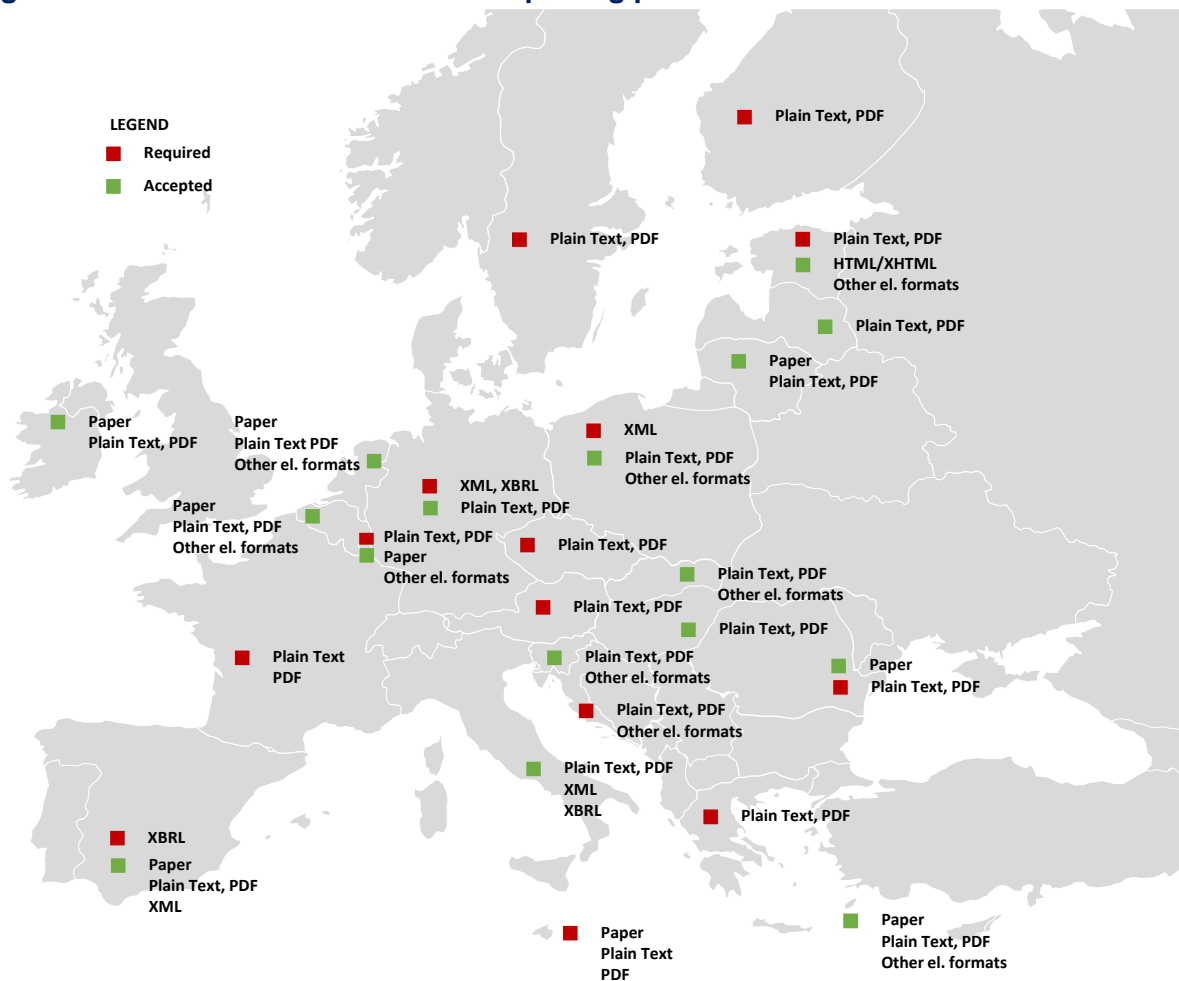 LEGEND
Required
Accepted
Plain Text, PDF
Plain Text, PDF
Plain Text, PDF
HTML/XHTML
Other el. formats
Plain Text, PDF
Paper
Plain Text, PDF
Paper
Plain Text, PDF
Paper
Plain Text PDF
Other el. formats
XML
Plain Text, PDF
Other el. formats
XML, XBRL
Plain Text, PDF
Paper
Plain Text, PDF
Other el. formats
Plain Text, PDF
Paper
Other el. formats
Plain Text, PDF
Plain Text, PDF
Other el. formats
Plain Text, PDF
Plain Text, PDF
Plain Text
PDF
Plain Text, PDF
Other el. formats
Paper
Plain Text, PDF
Plain Text, PDF
Other el. formats
Plain Text, PDF
XML
XBRL
Plain Text, PDF
XBRL
Paper
Plain Text, PDF
XML
Paper
Plain Text
PDF
Paper
Plain Text, PDF
Other el. formats